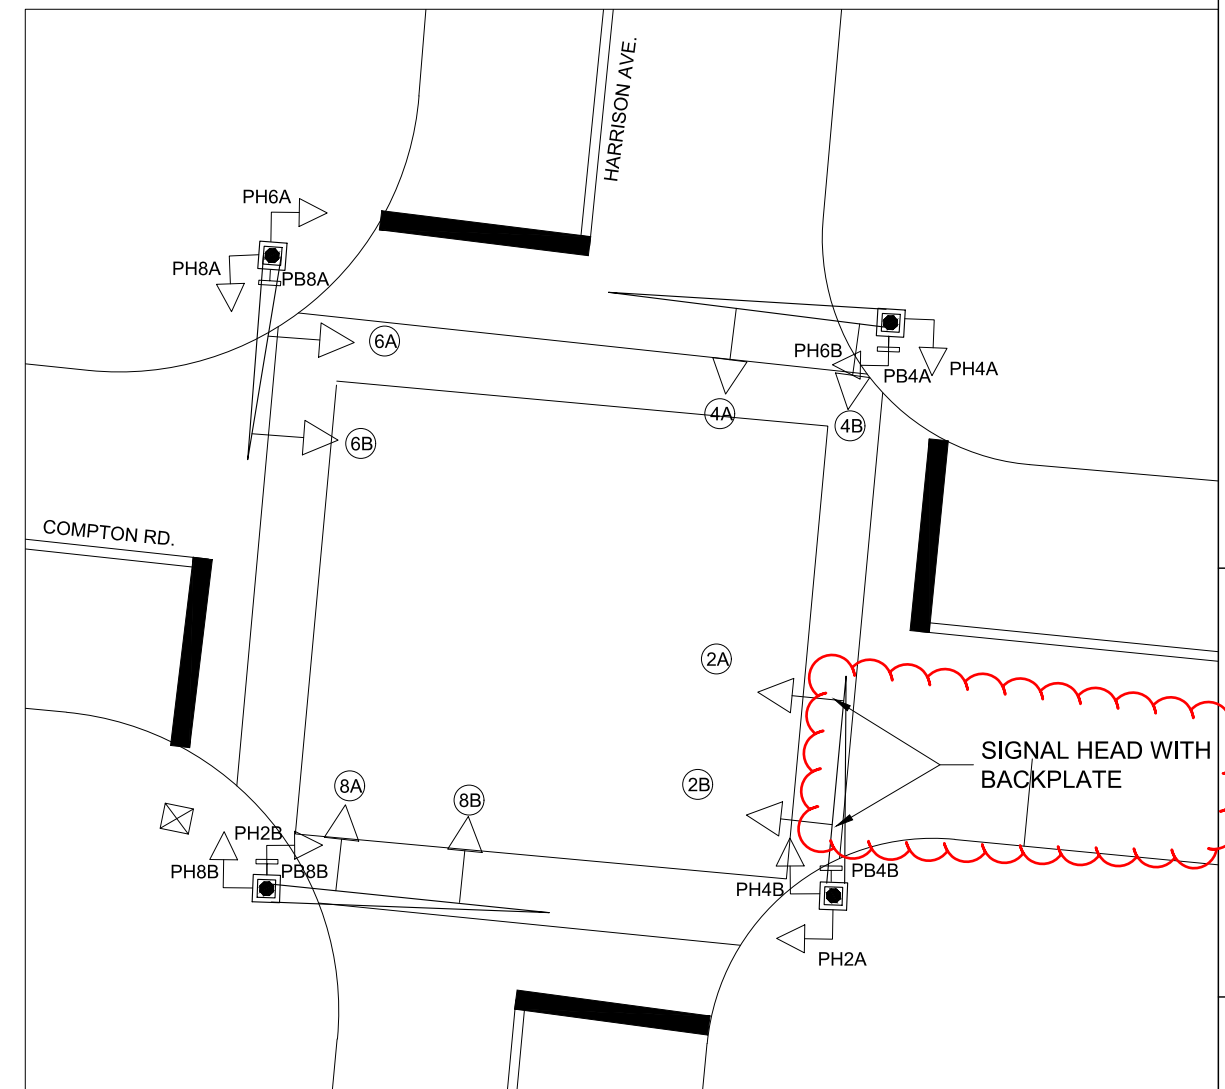 HARRISON AVE.
PH6A
PH8A
PB8A
6A
PH6B
PB4A
PH4A
4A
4B
6B
COMPTON RD.
2A
SIGNAL HEAD WITH
BACKPLATE
2B
8A
8B
PH2B
PH8B
PB8B
PH4B
PB4B
PH2A